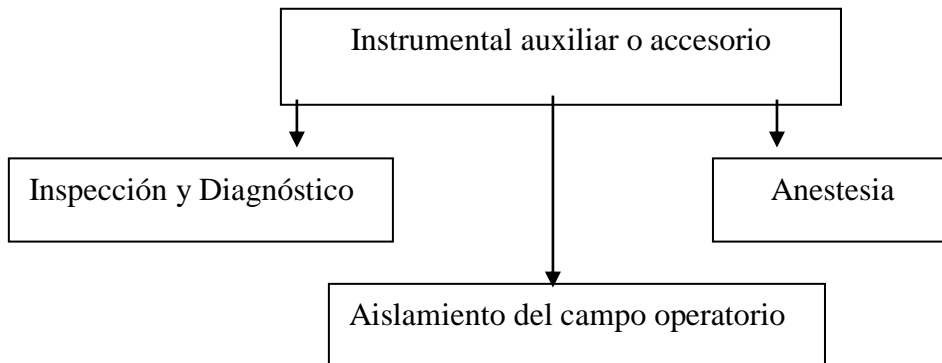 Instrumental auxiliar o accesorio
Inspección y Diagnóstico
Anestesia
Aislamiento del campo operatorio